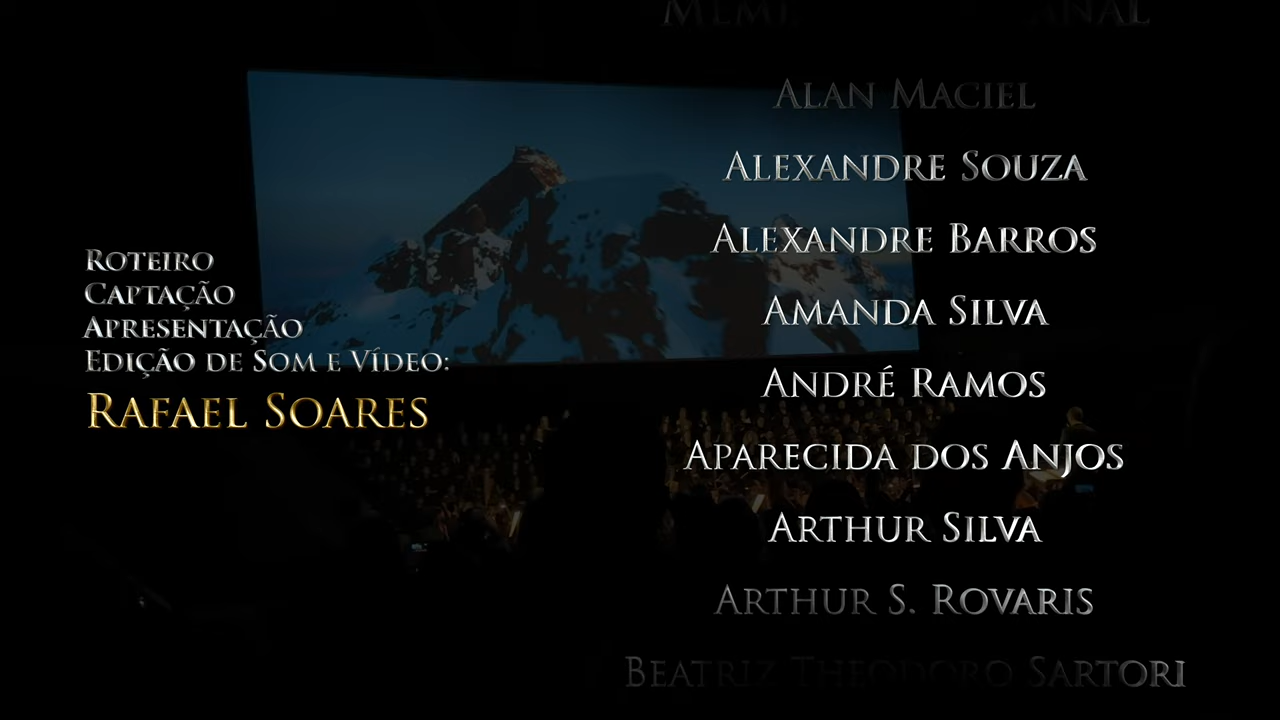 Roteiro
Captação
Apresentação
Edição de Som e Vídeo:
Rafael Soares
Alan Maciel
Alexandre Souza
Alexandre Barros
Amanda Silva
André Ramos
Aparecida dos Anjos
Arthur Silva
Arthur S. Rovaris
Beatriz Theodoro Sartori